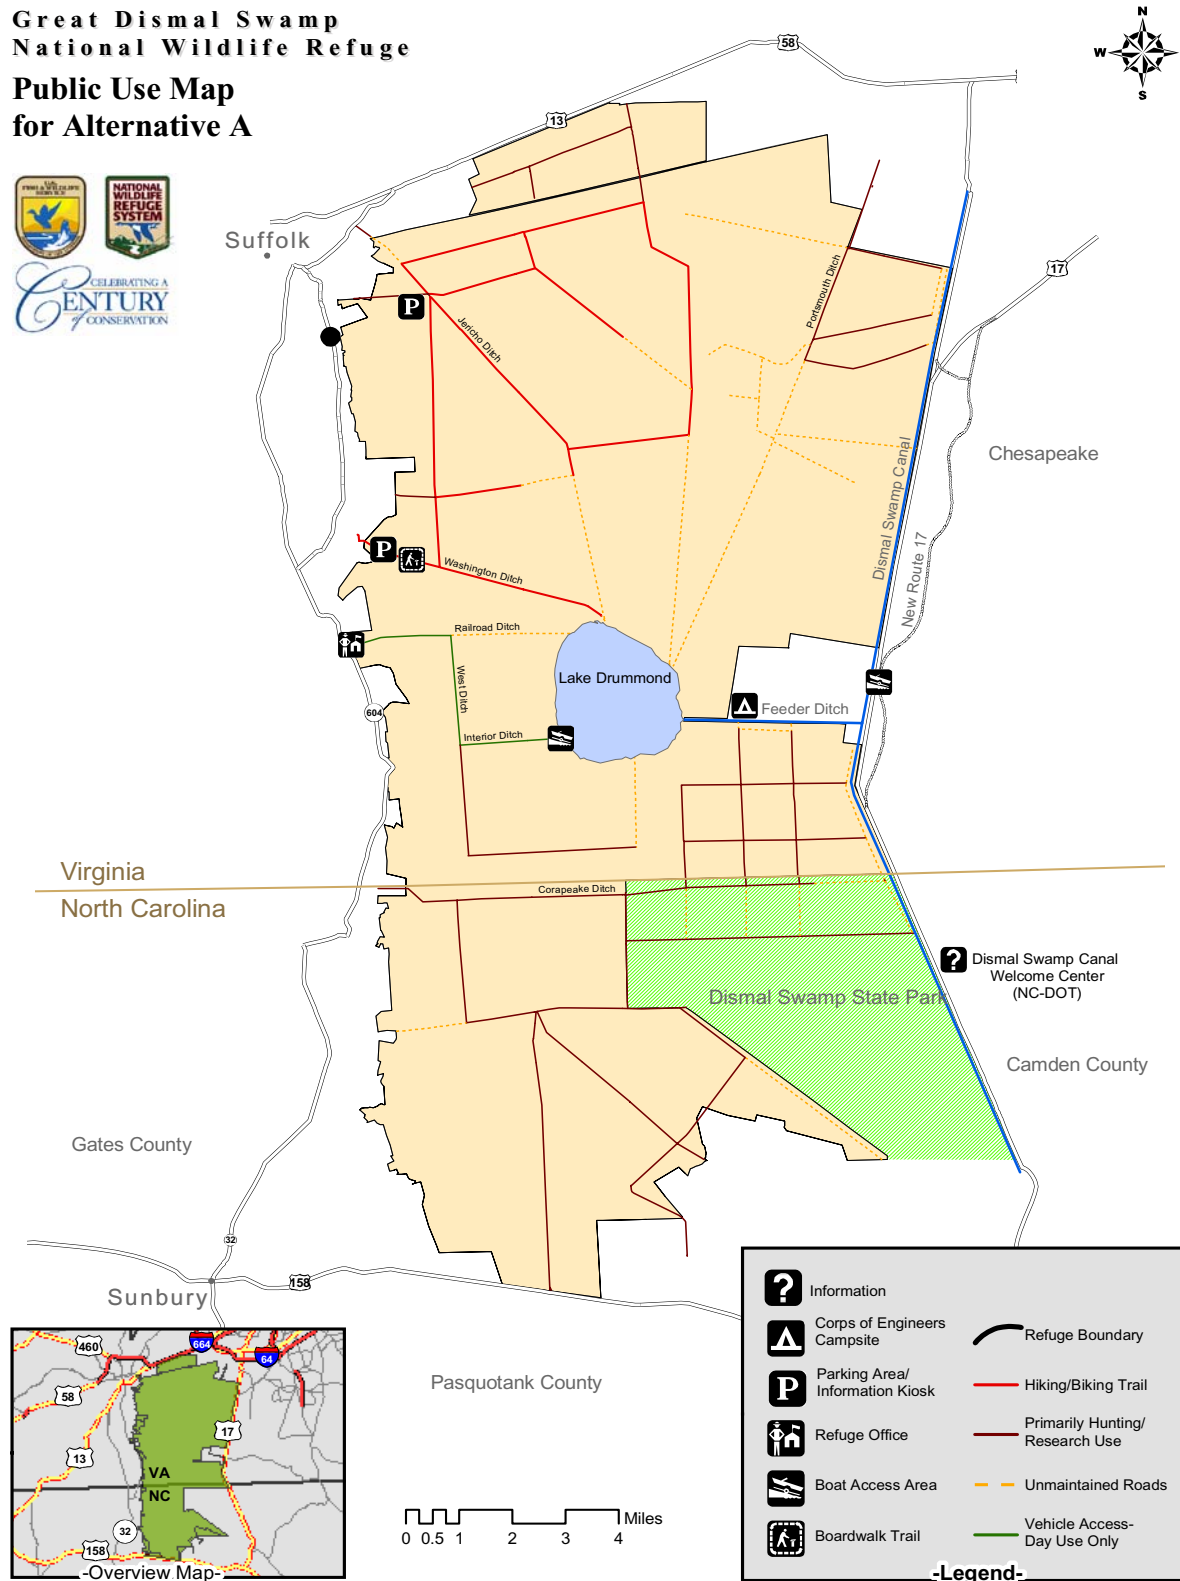 Great Dismal Swamp
National Wildlife Refuge
Public Use Map
for Alternative A
N
W
E
S
58
13
U.S.
FISH & WILDLIFE
SERVICE
NATIONAL
WILDLIFE
REFUGE
SYSTEM
CELEBRATING A
CENTURY
of CONSERVATION
Suffolk
17
Portsmouth Ditch
P
Jericho Ditch
Chesapeake
Dismal Swamp Canal
New Route 17
P
Washington Ditch
Railroad Ditch
West Ditch
Lake Drummond
604
Feeder Ditch
Interior Ditch
Virginia
North Carolina
Corapeake Ditch
?
Dismal Swamp Canal
Welcome Center
(NC-DOT)
Dismal Swamp State Park
Camden County
Gates County
32
158
Sunbury
Pasquotank County
460
664
64
58
17
13
VA
NC
32
158
-Overview Map-
Miles
0 0.5 1 2 3 4
? Information
Corps of Engineers
Campsite
P Parking Area/
Information Kiosk
Refuge Office
Boat Access Area
Boardwalk Trail
Refuge Boundary
Hiking/Biking Trail
Primarily Hunting/
Research Use
Unmaintained Roads
Vehicle Access-
Day Use Only
-Legend-